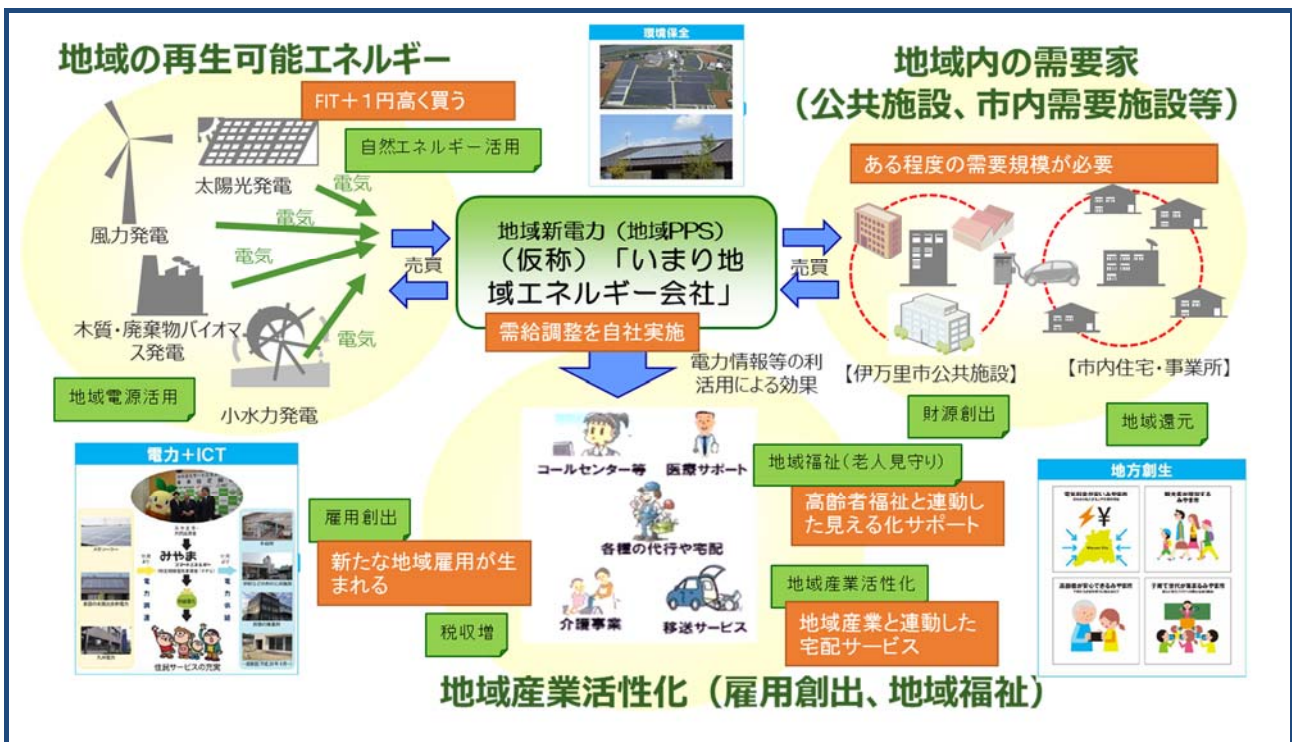 地域の再生可能エネルギー
FIT+1円高く買う
自然エネルギー活用
太陽光発電
風力発電
木質・廃棄物バイオマ
ス発電
小水力発電
電気
電気
電気
電気
地域電源活用
環境保全
地域新電力(地域PPS)
(仮称)「いまり地
域エネルギー会社」
需給調整を自社実施
売買
売買
地域内の需要家
(公共施設、市内需要施設等)
ある程度の需要規模が必要
【伊万里市公共施設】
【市内住宅・事業所】
電力情報等の利
活用による効果
財源創出
地域還元
電力+ICT
みやま
住民サービスの充実
雇用創出
新たな地域雇用が生
まれる
税収増
コールセンター等
医療サポート
各種の代行や宅配
介護事業
移送サービス
地域福祉(老人見守り)
高齢者福祉と連動し
た見える化サポート
地域産業活性化
地域産業と連動した
宅配サービス
地方創生
地域産業活性化(雇用創出、地域福祉)